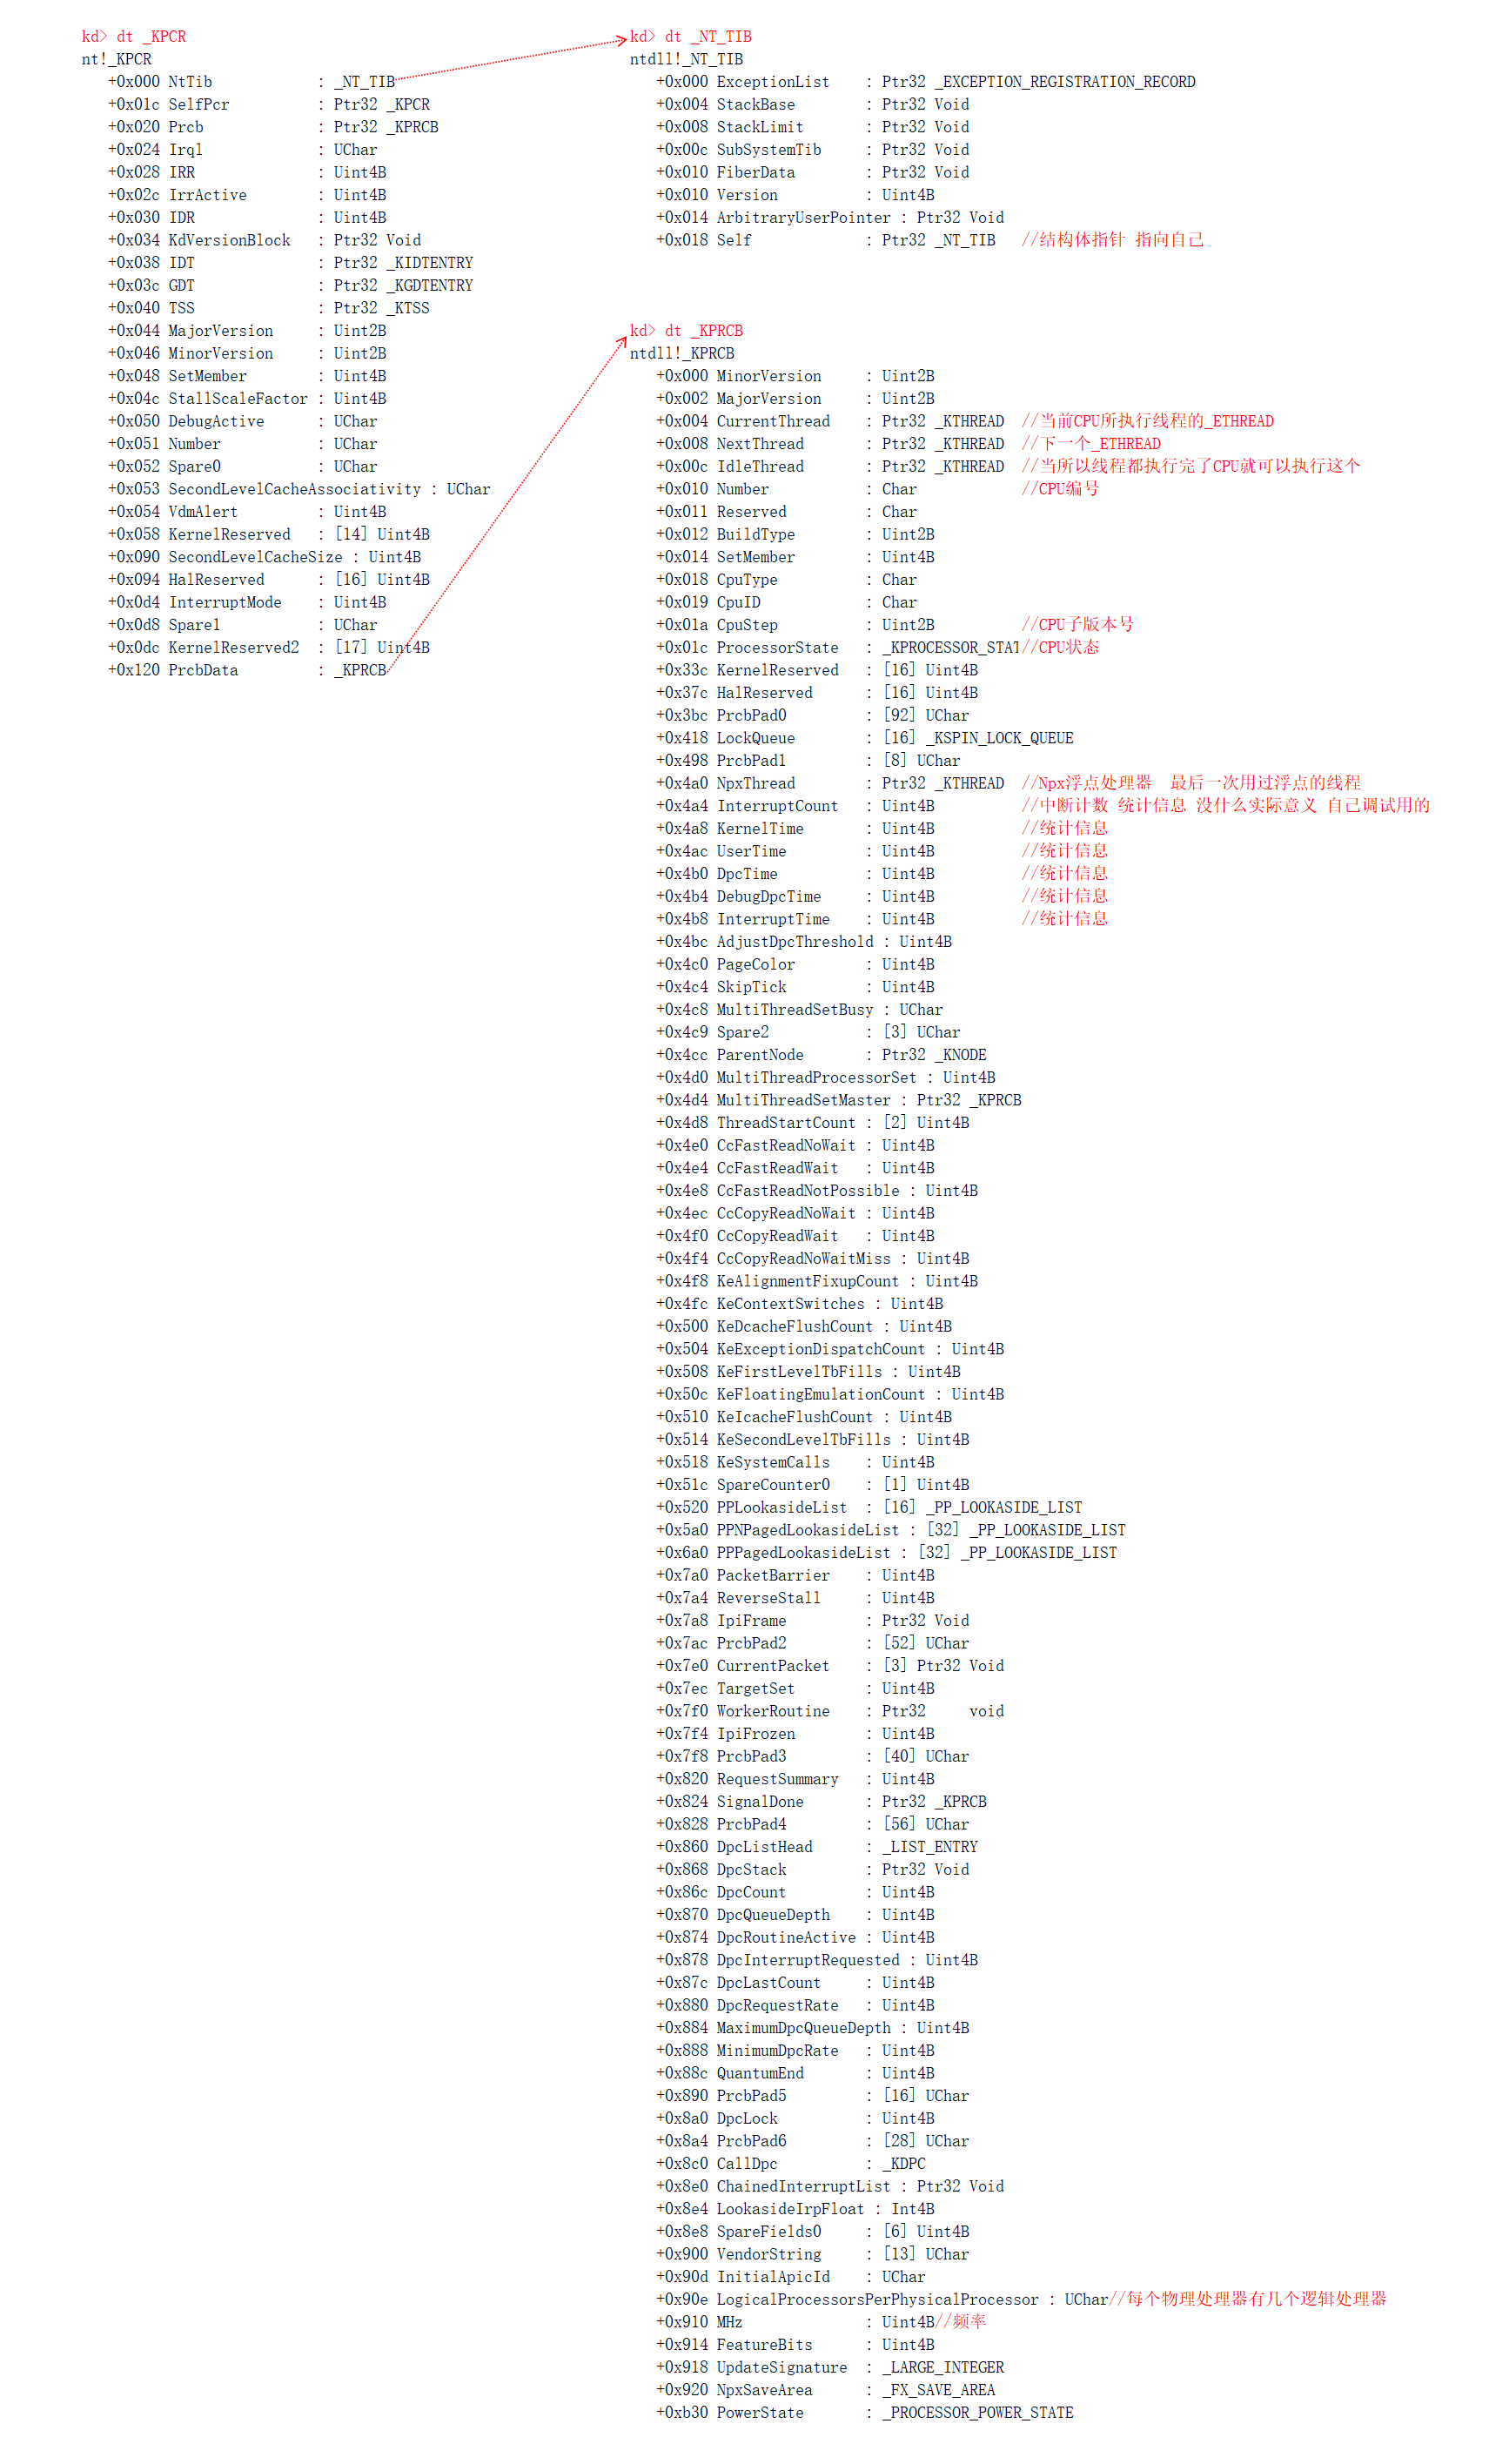 kd> dt _KPCR
nt!_KPCR
+0x000 NtTib : _NT_TIB
+0x01c SelfPcr : Ptr32 _KPCR
+0x020 Prcb : Ptr32 _KPRCB
+0x024 Irql : UChar
+0x028 IRR : Uint4B
+0x02c IrrActive : Uint4B
+0x030 IDR : Uint4B
+0x034 KdVersionBlock : Ptr32 Void
+0x038 IDT : Ptr32 _KIDTENTRY
+0x03c GDT : Ptr32 _KGDTENTRY
+0x040 TSS : Ptr32 _KTSS
+0x044 MajorVersion : Uint2B
+0x046 MinorVersion : Uint2B
+0x048 SetMember : Uint4B
+0x04c StallScaleFactor : Uint4B
+0x050 DebugActive : UChar
+0x051 Number : UChar
+0x052 Spare0 : UChar
+0x053 SecondLevelCacheAssociativity : UChar
+0x054 VdmAlert : Uint4B
+0x058 KernelReserved : [14] Uint4B
+0x090 SecondLevelCacheSize : Uint4B
+0x094 HalReserved : [16] Uint4B
+0x0d4 InterruptMode : Uint4B
+0x0d8 Spare1 : UChar
+0x0dc KernelReserved2 : [17] Uint4B
+0x120 PrcbData : _KPRCB
kd> dt _NT_TIB
ntdll!_NT_TIB
+0x000 ExceptionList : Ptr32 _EXCEPTION_REGISTRATION_RECORD
+0x004 StackBase : Ptr32 Void
+0x008 StackLimit : Ptr32 Void
+0x00c SubSystemTib : Ptr32 Void
+0x010 FiberData : Ptr32 Void
+0x010 Version : Uint4B
+0x014 ArbitraryUserPointer : Ptr32 Void
+0x018 Self : Ptr32 _NT_TIB //结构体指针 指向自己
kd> dt _KPRCB
ntdll!_KPRCB
+0x000 MinorVersion : Uint2B
+0x002 MajorVersion : Uint2B
+0x004 CurrentThread : Ptr32 _KTHREAD //当前CPU所执行线程的_ETHREAD
+0x008 NextThread : Ptr32 _KTHREAD //下一个_ETHREAD
+0x00c IdleThread : Ptr32 _KTHREAD //当所以线程都执行完了CPU就可以执行这个
+0x010 Number : Char //CPU编号
+0x011 Reserved : Char
+0x012 BuildType : Uint2B
+0x014 SetMember : Uint4B
+0x018 CpuType : Char
+0x019 CpuID : Char
+0x01a CpuStep : Uint2B //CPU子版本号
+0x01c ProcessorState : _KPROCESSOR_STAT //CPU状态
+0x33c KernelReserved : [16] Uint4B
+0x37c HalReserved : [16] Uint4B
+0x3bc PrcbPad0 : [92] UChar
+0x418 LockQueue : [16] _KSPIN_LOCK_QUEUE
+0x498 PrcbPad1 : [8] UChar
+0x4a0 NpxThread : Ptr32 _KTHREAD //Npx浮点处理器 最后一次用过浮点的线程
+0x4a4 InterruptCount : Uint4B //中断计数 统计信息 没什么实际意义 自己调试用的
+0x4a8 KernelTime : Uint4B //统计信息
+0x4ac UserTime : Uint4B //统计信息
+0x4b0 DpcTime : Uint4B //统计信息
+0x4b4 DebugDpcTime : Uint4B //统计信息
+0x4b8 InterruptTime : Uint4B //统计信息
+0x4bc AdjustDpcThreshold : Uint4B
+0x4c0 PageColor : Uint4B
+0x4c4 SkipTick : Uint4B
+0x4c8 MultiThreadSetBusy : UChar
+0x4c9 Spare2 : [3] UChar
+0x4cc ParentNode : Ptr32 _KNODE
+0x4d0 MultiThreadProcessorSet : Uint4B
+0x4d4 MultiThreadSetMaster : Ptr32 _KPRCB
+0x4d8 ThreadStartCount : [2] Uint4B
+0x4e0 CcFastReadNoWait : Uint4B
+0x4e4 CcFastReadWait : Uint4B
+0x4e8 CcFastReadNotPossible : Uint4B
+0x4ec CcCopyReadNoWait : Uint4B
+0x4f0 CcCopyReadWait : Uint4B
+0x4f4 CcCopyReadNoWaitMiss : Uint4B
+0x4f8 KeAlignmentFixupCount : Uint4B
+0x4fc KeContextSwitches : Uint4B
+0x500 KeDcacheFlushCount : Uint4B
+0x504 KeExceptionDispatchCount : Uint4B
+0x508 KeFirstLevelTbFills : Uint4B
+0x50c KeFloatingEmulationCount : Uint4B
+0x510 KeIcacheFlushCount : Uint4B
+0x514 KeSecondLevelTbFills : Uint4B
+0x518 KeSystemCalls : Uint4B
+0x51c SpareCounter0 : [1] Uint4B
+0x520 PPLookasideList : [16] _PP_LOOKASIDE_LIST
+0x5a0 PPNPagedLookasideList : [32] _PP_LOOKASIDE_LIST
+0x6a0 PPPagedLookasideList : [32] _PP_LOOKASIDE_LIST
+0x7a0 PacketBarrier : Uint4B
+0x7a4 ReverseStall : Uint4B
+0x7a8 IpiFrame : Ptr32 Void
+0x7ac PrcbPad2 : [52] UChar
+0x7e0 CurrentPacket : [3] Ptr32 Void
+0x7ec TargetSet : Uint4B
+0x7f0 WorkerRoutine : Ptr32 void
+0x7f4 IpiFrozen : Uint4B
+0x7f8 PrcbPad3 : [40] UChar
+0x820 RequestSummary : Uint4B
+0x824 SignalDone : Ptr32 _KPRCB
+0x828 PrcbPad4 : [56] UChar
+0x860 DpcListHead : _LIST_ENTRY
+0x868 DpcStack : Ptr32 Void
+0x86c DpcCount : Uint4B
+0x870 DpcQueueDepth : Uint4B
+0x874 DpcRoutineActive : Uint4B
+0x878 DpcInterruptRequested : Uint4B
+0x87c DpcLastCount : Uint4B
+0x880 DpcRequestRate : Uint4B
+0x884 MaximumDpcQueueDepth : Uint4B
+0x888 MinimumDpcRate : Uint4B
+0x88c QuantumEnd : Uint4B
+0x890 PrcbPad5 : [16] UChar
+0x8a0 DpcLock : Uint4B
+0x8a4 PrcbPad6 : [28] UChar
+0x8c0 CallDpc : _KDPC
+0x8e0 ChainedInterruptList : Ptr32 Void
+0x8e4 LookasideIrpFloat : Int4B
+0x8e8 SpareFields0 : [6] Uint4B
+0x900 VendorString : [13] UChar
+0x90d InitialApicId : UChar
+0x90e LogicalProcessorsPerPhysicalProcessor : UChar//每个物理处理器有几个逻辑处理器
+0x910 MHz : Uint4B//频率
+0x914 FeatureBits : Uint4B
+0x918 UpdateSignature : _LARGE_INTEGER
+0x920 NpxSaveArea : _FX_SAVE_AREA
+0xb30 PowerState : _PROCESSOR_POWER_STATE